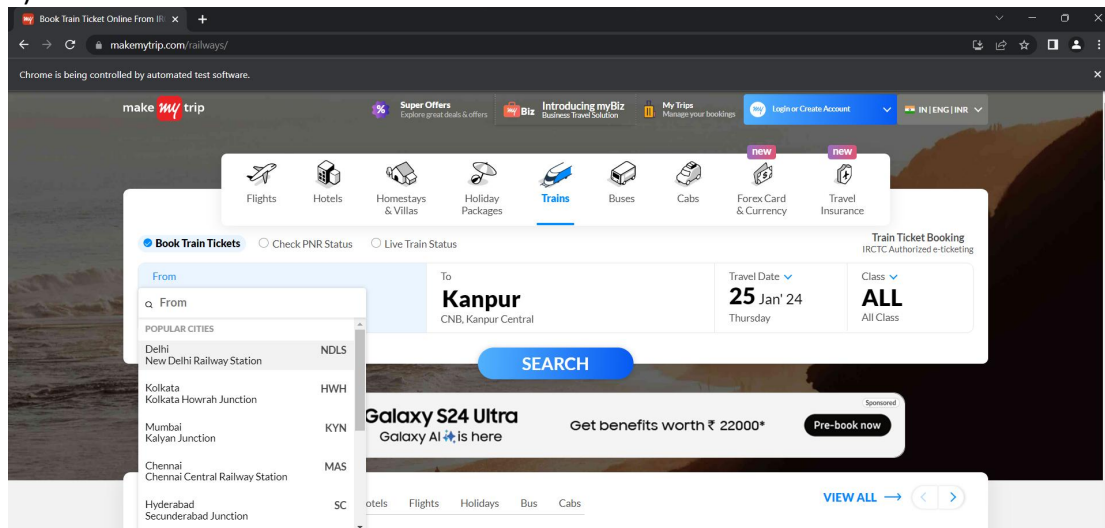 Book Train Ticket Online From IR
makemytrip.com/railways/
Chrome is being controlled by automated test software.
make my trip
Super Offers
Explore great deals & offers
myBiz
Introducing myBiz
Business Travel Solution
My Trips
Manage your bookings
my
Login or Create Account
IN | ENG | INR
new
new
Flights
Hotels
Homestays
& Villas
Holiday
Packages
Trains
Buses
Cabs
Forex Card
& Currency
Travel
Insurance
Book Train Tickets
Check PNR Status
Live Train Status
Train Ticket Booking
IRCTC Authorized e-ticketing
From
To
Kanpur
CNB, Kanpur Central
Travel Date
25 Jan' 24
Thursday
Class
ALL
All Class
From
POPULAR CITIES
Delhi NDLS
New Delhi Railway Station
Kolkata HWH
Kolkata Howrah Junction
Mumbai KYN
Kalyan Junction
Chennai MAS
Chennai Central Railway Station
Hyderabad SC
Secunderabad Junction
SEARCH
Galaxy S24 Ultra
Galaxy AI is here
Get benefits worth ₹ 22000*
Sponsored
Pre-book now
otels Flights Holidays Bus Cabs
VIEW ALL